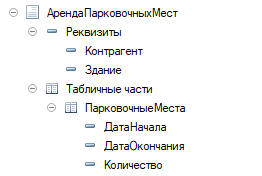 АрендаПарковочныхМест
Реквизиты
Контрагент
Здание
Табличные части
ПарковочныеМеста
ДатаНачала
ДатаОкончания
Количество